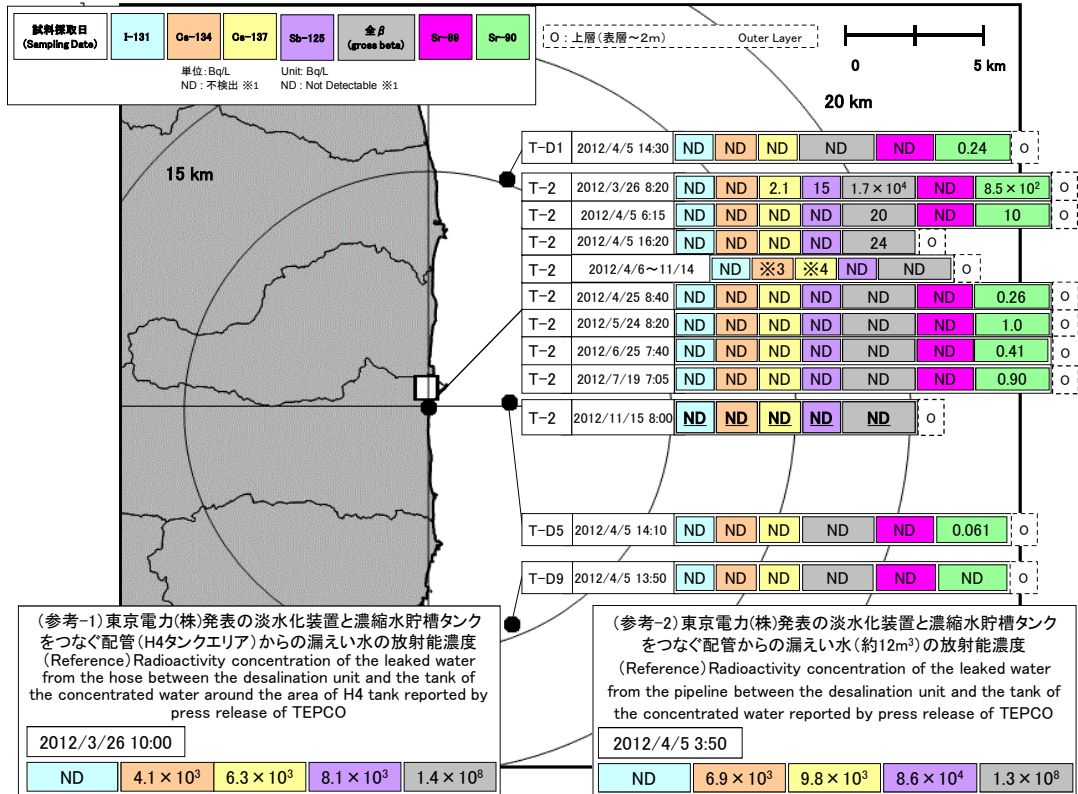 試料採取日
(Sampling Date)
I-131
Cs-134
Cs-137
Sb-125
全β
(gross beta)
Sr-89
Sr-90
単位:Bq/L Unit: Bq/L
ND : 不検出 ※1 ND : Not Detectable ※1
O : 上層(表層～2m) Outer Layer
0 5 km
20 km
15 km
T-D1 2012/4/5 14:30 ND ND ND ND ND 0.24 O
T-2 2012/3/26 8:20 ND ND 2.1 15 1.7×10⁴ ND 8.5×10² O
T-2 2012/4/5 6:15 ND ND ND ND 20 ND 10 O
T-2 2012/4/5 16:20 ND ND ND ND 24 O
T-2 2012/4/6～11/14 ND ※3 ※4 ND ND O
T-2 2012/4/25 8:40 ND ND ND ND ND ND 0.26 O
T-2 2012/5/24 8:20 ND ND ND ND ND ND 1.0 O
T-2 2012/6/25 7:40 ND ND ND ND ND ND 0.41 O
T-2 2012/7/19 7:05 ND ND ND ND ND ND 0.90 O
T-2 2012/11/15 8:00 ND ND ND ND ND O
T-D5 2012/4/5 14:10 ND ND ND ND ND 0.061 O
T-D9 2012/4/5 13:50 ND ND ND ND ND ND O
(参考-1)東京電力(株)発表の淡水化装置と濃縮水貯槽タンク
をつなぐ配管(H4タンクエリア)からの漏えい水の放射能濃度
(Reference)Radioactivity concentration of the leaked water
from the hose between the desalination unit and the tank of
the concentrated water around the area of H4 tank reported by
press release of TEPCO
2012/3/26 10:00
ND 4.1×10³ 6.3×10³ 8.1×10³ 1.4×10⁸
(参考-2)東京電力(株)発表の淡水化装置と濃縮水貯槽タンク
をつなぐ配管からの漏えい水(約12m³)の放射能濃度
(Reference)Radioactivity concentration of the leaked water
from the pipeline between the desalination unit and the tank of
the concentrated water reported by press release of TEPCO
2012/4/5 3:50
ND 6.9×10³ 9.8×10³ 8.6×10⁴ 1.3×10⁸